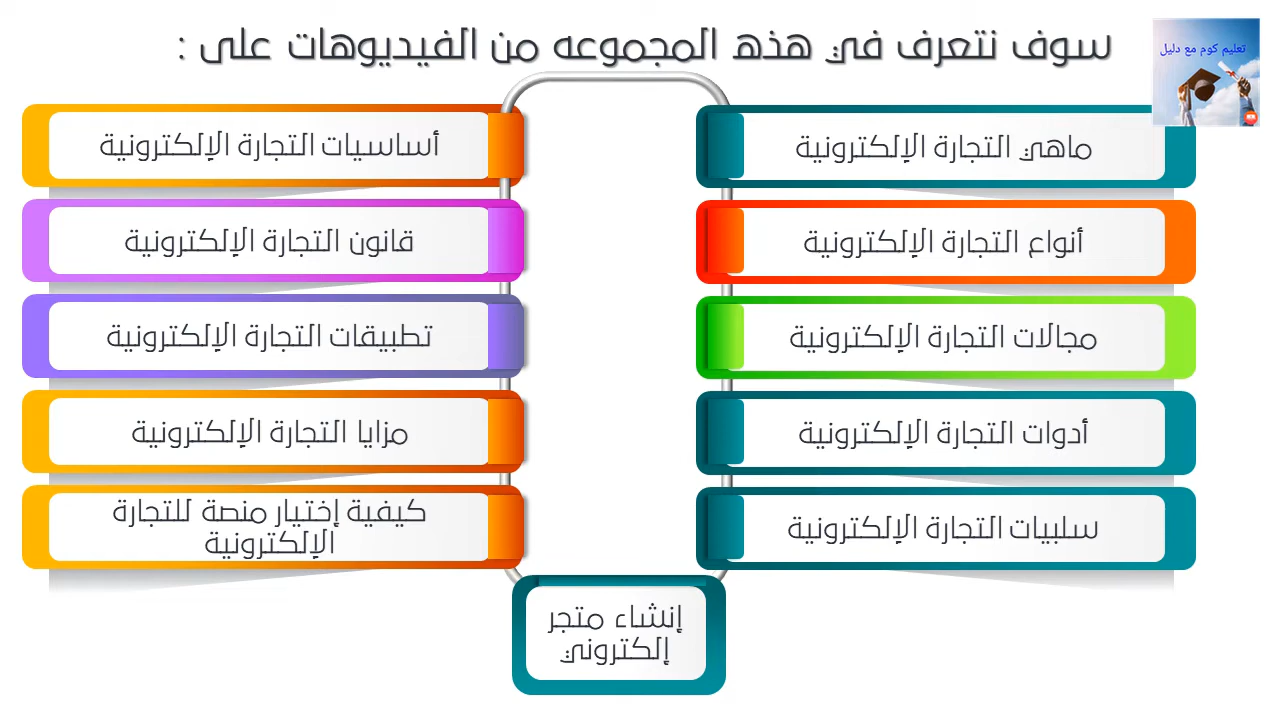 سوف نتعرف في هذه المجموعه من الفيديوهات على :
تعليم كوم مع دليل
ماهي التجارة الإلكترونية
أنواع التجارة الإلكترونية
مجالات التجارة الإلكترونية
أدوات التجارة الإلكترونية
سلبيات التجارة الإلكترونية
أساسيات التجارة الإلكترونية
قانون التجارة الإلكترونية
تطبيقات التجارة الإلكترونية
مزايا التجارة الإلكترونية
كيفية إختيار منصة للتجارة
الإلكترونية
إنشاء متجر
إلكتروني